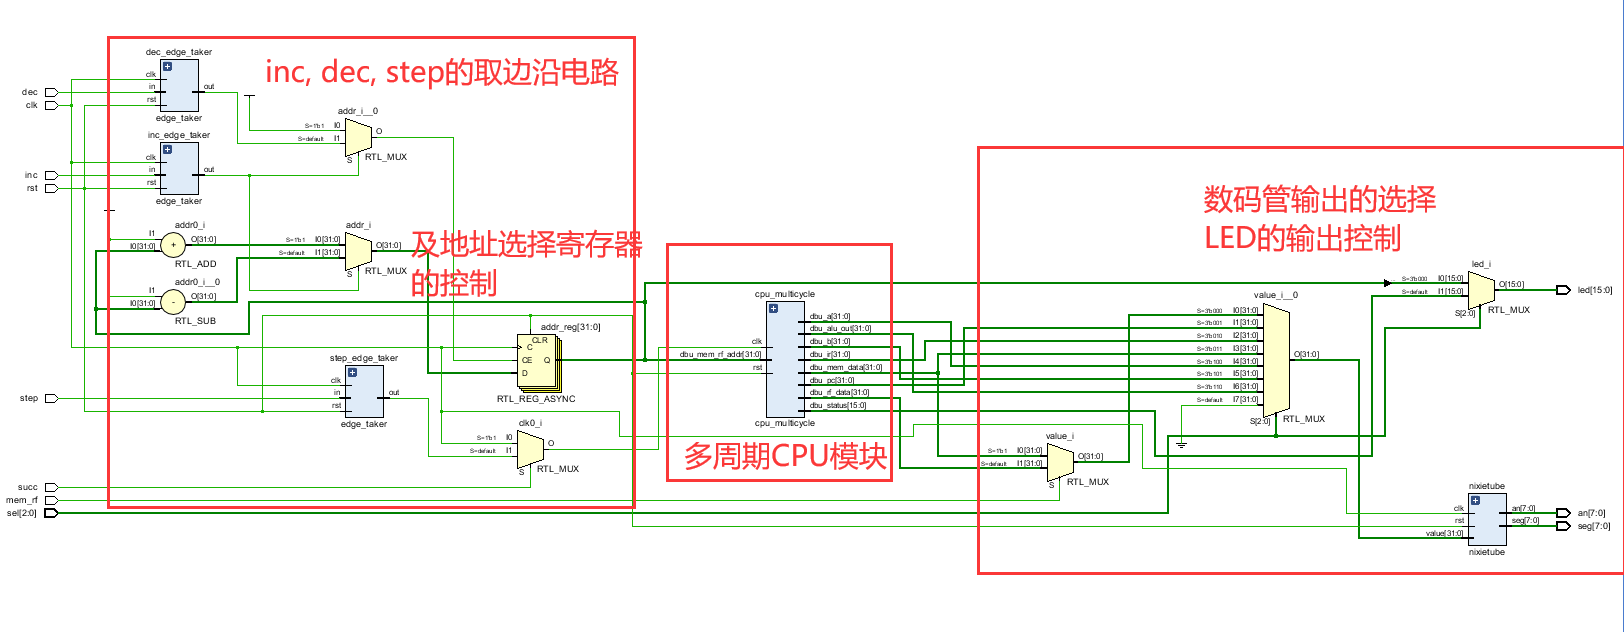 inc, dec, step的取边沿电路
及地址选择寄存器
的控制
多周期CPU模块
数码管输出的选择
LED的输出控制
dec
clk
inc
rst
step
succ
mem_rf
sel[2:0]
dec_edge_taker
clk
in
rst
out
edge_taker
inc_edge_taker
clk
in
rst
out
edge_taker
addr_i__0
S=1'b1 I0
S=default I1
S
O
RTL_MUX
addr0_i
I1
I0[31:0]
+
O[31:0]
RTL_ADD
addr0_i__0
I1
I0[31:0]
-
O[31:0]
RTL_SUB
addr_i
S=1'b1 I0[31:0]
S=default I1[31:0]
S
O[31:0]
RTL_MUX
addr_reg[31:0]
CLR
C
CE
D
Q
RTL_REG_ASYNC
step_edge_taker
clk
in
rst
out
edge_taker
clk0_i
S=1'b1 I0
S=default I1
S
O
RTL_MUX
cpu_multicycle
clk
dbu_mem_rf_addr[31:0]
rst
dbu_a[31:0]
dbu_alu_out[31:0]
dbu_b[31:0]
dbu_ir[31:0]
dbu_mem_data[31:0]
dbu_pc[31:0]
dbu_rf_data[31:0]
dbu_status[15:0]
cpu_multicycle
value_i
S=1'b1 I0[31:0]
S=default I1[31:0]
S
O[31:0]
RTL_MUX
value_i__0
S=3'b000 I0[31:0]
S=3'b001 I1[31:0]
S=3'b010 I2[31:0]
S=3'b011 I3[31:0]
S=3'b100 I4[31:0]
S=3'b101 I5[31:0]
S=3'b110 I6[31:0]
S=default I7[31:0]
S[2:0]
O[31:0]
RTL_MUX
led_i
S=3'b000 I0[15:0]
S=default I1[15:0]
S[2:0]
O[15:0]
RTL_MUX
led[15:0]
nixietube
clk
rst
value[31:0]
an[7:0]
seg[7:0]
nixietube
an[7:0]
seg[7:0]